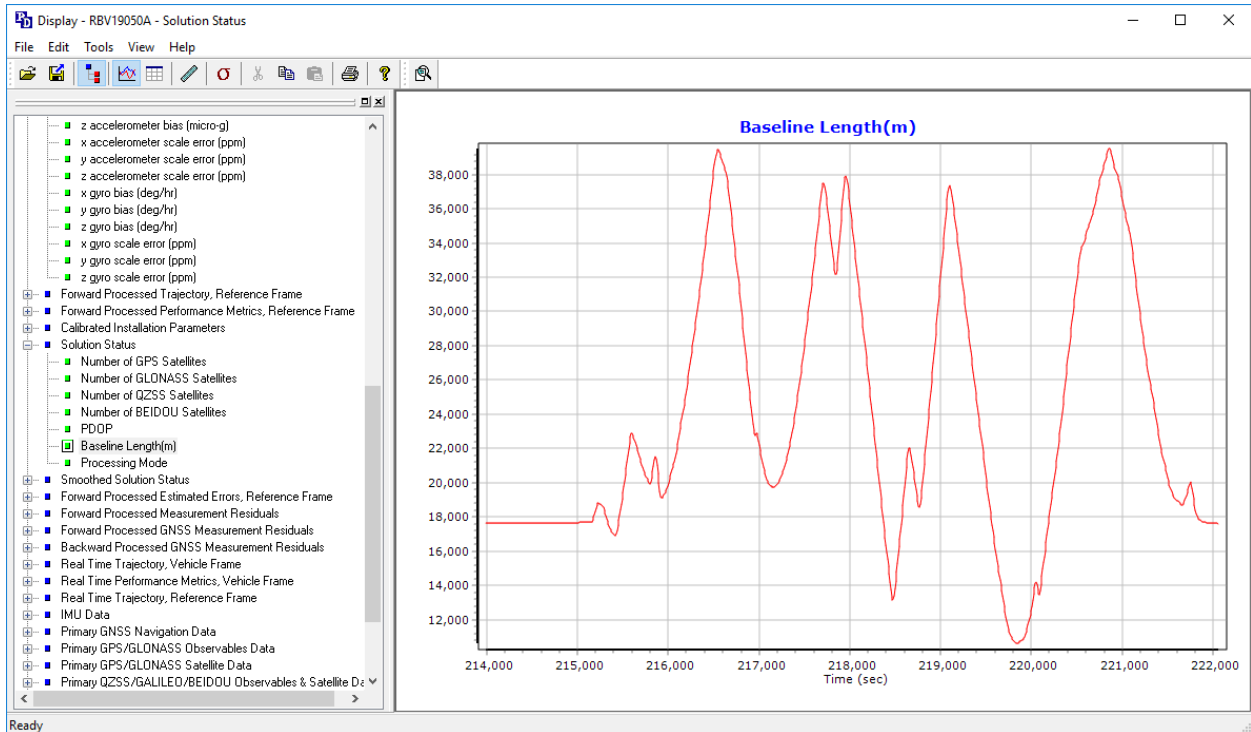 Display - RBV19050A - Solution Status
File Edit Tools View Help
z accelerometer bias (micro-g)
x accelerometer scale error (ppm)
y accelerometer scale error (ppm)
z accelerometer scale error (ppm)
x gyro bias (deg/hr)
y gyro bias (deg/hr)
z gyro bias (deg/hr)
x gyro scale error (ppm)
y gyro scale error (ppm)
z gyro scale error (ppm)
Forward Processed Trajectory, Reference Frame
Forward Processed Performance Metrics, Reference Frame
Calibrated Installation Parameters
Solution Status
Number of GPS Satellites
Number of GLONASS Satellites
Number of QZSS Satellites
Number of BEIDOU Satellites
PDOP
Baseline Length(m)
Processing Mode
Smoothed Solution Status
Forward Processed Estimated Errors, Reference Frame
Forward Processed Measurement Residuals
Forward Processed GNSS Measurement Residuals
Backward Processed GNSS Measurement Residuals
Real Time Trajectory, Vehicle Frame
Real Time Performance Metrics, Vehicle Frame
Real Time Trajectory, Reference Frame
IMU Data
Primary GNSS Navigation Data
Primary GPS/GLONASS Observables Data
Primary GPS/GLONASS Satellite Data
Primary QZSS/GALILEO/BEIDOU Observables & Satellite Da
Baseline Length(m)
38,000
36,000
34,000
32,000
30,000
28,000
26,000
24,000
22,000
20,000
18,000
16,000
14,000
12,000
214,000 215,000 216,000 217,000 218,000 219,000 220,000 221,000 222,000
Time (sec)
Ready